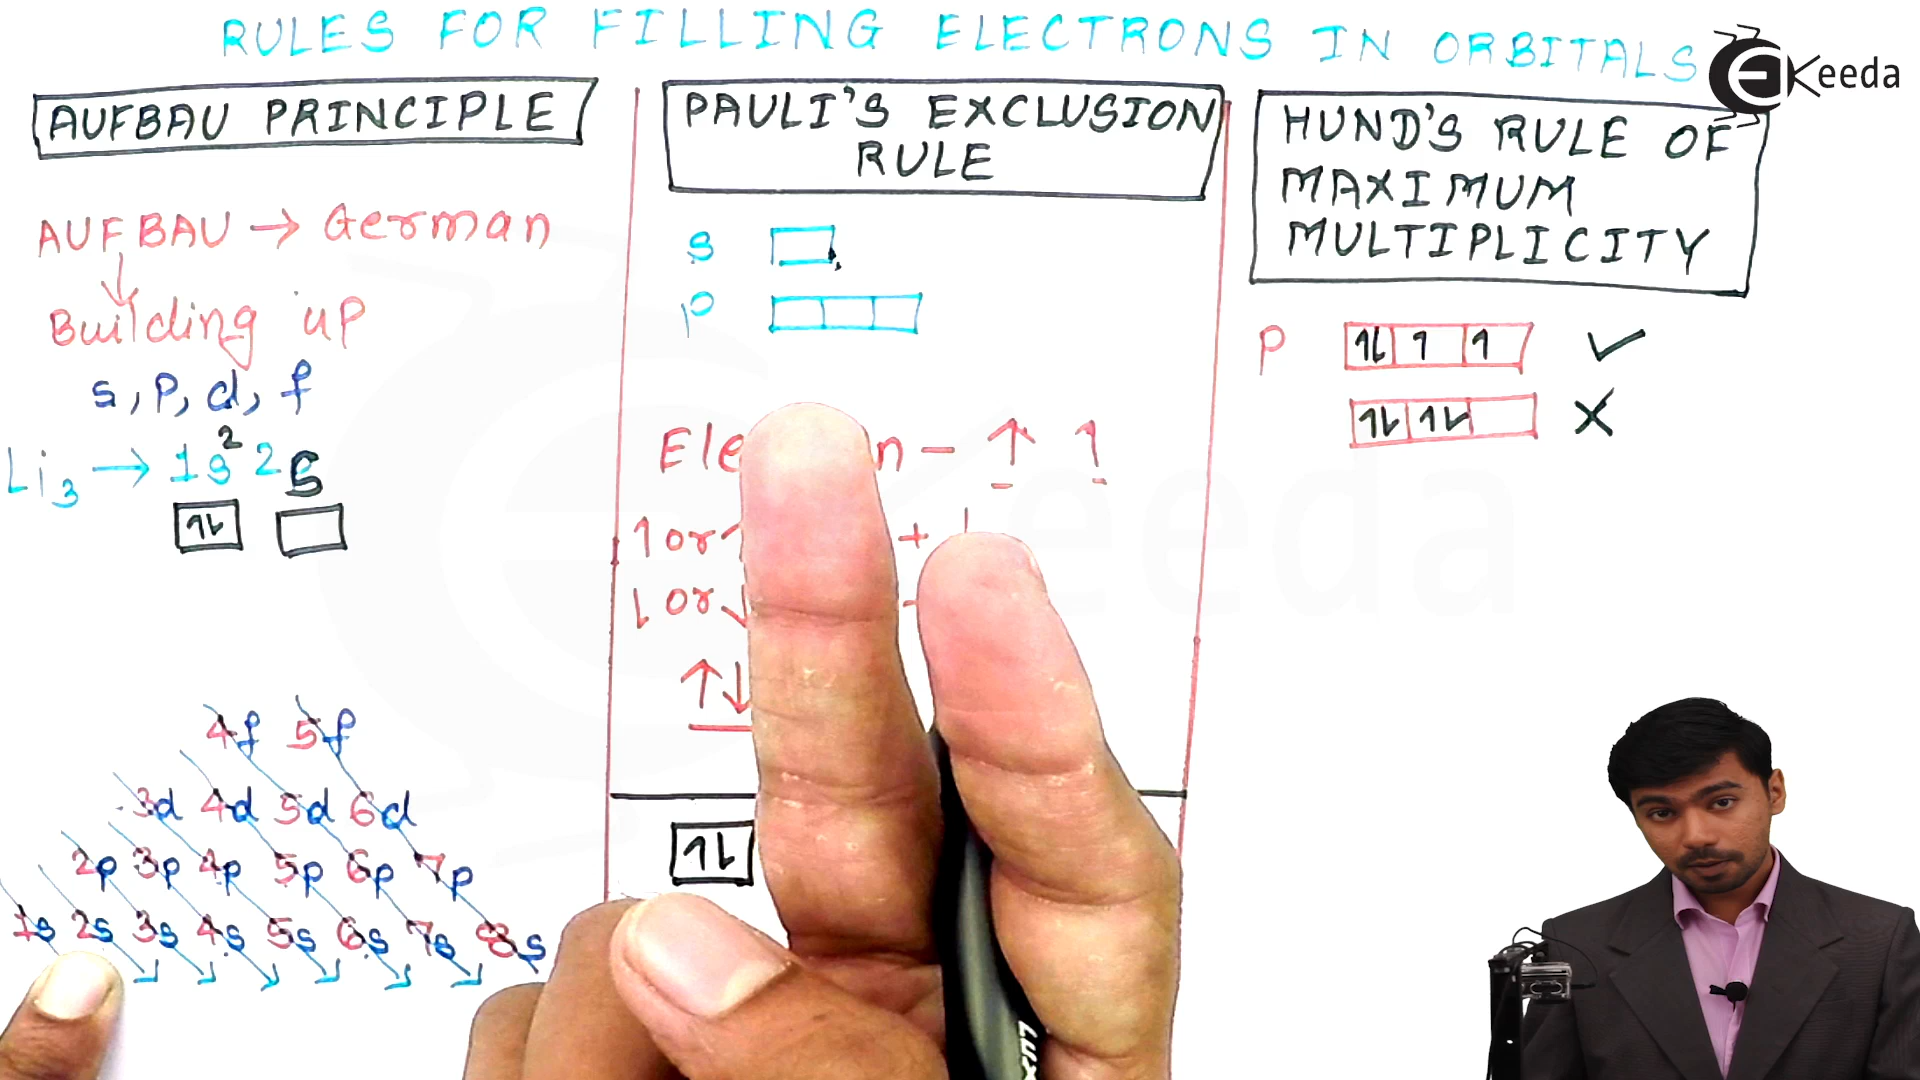 RULES FOR FILLING ELECTRONS IN ORBITALS
Keeda
AUFBAU PRINCIPLE
AUFBAU → German
↓
Building up
s, p, d, f
Li3 → 1s² 2s
↿⇂
4f 5f
3d 4d 5d 6d
2p 3p 4p 5p 6p 7p
1s 2s 3s 4s 5s 6s 7s 8s
PAULI'S EXCLUSION
RULE
s
p
n – ↑ ↿
↿ or
⇂ or ↓
↑↓
↿⇂
HUND'S RULE OF
MAXIMUM
MULTIPLICITY
p ↿⇂ ↿ ↿ ✓
↿⇂ ↿⇂ ✗
Keeda
LUX